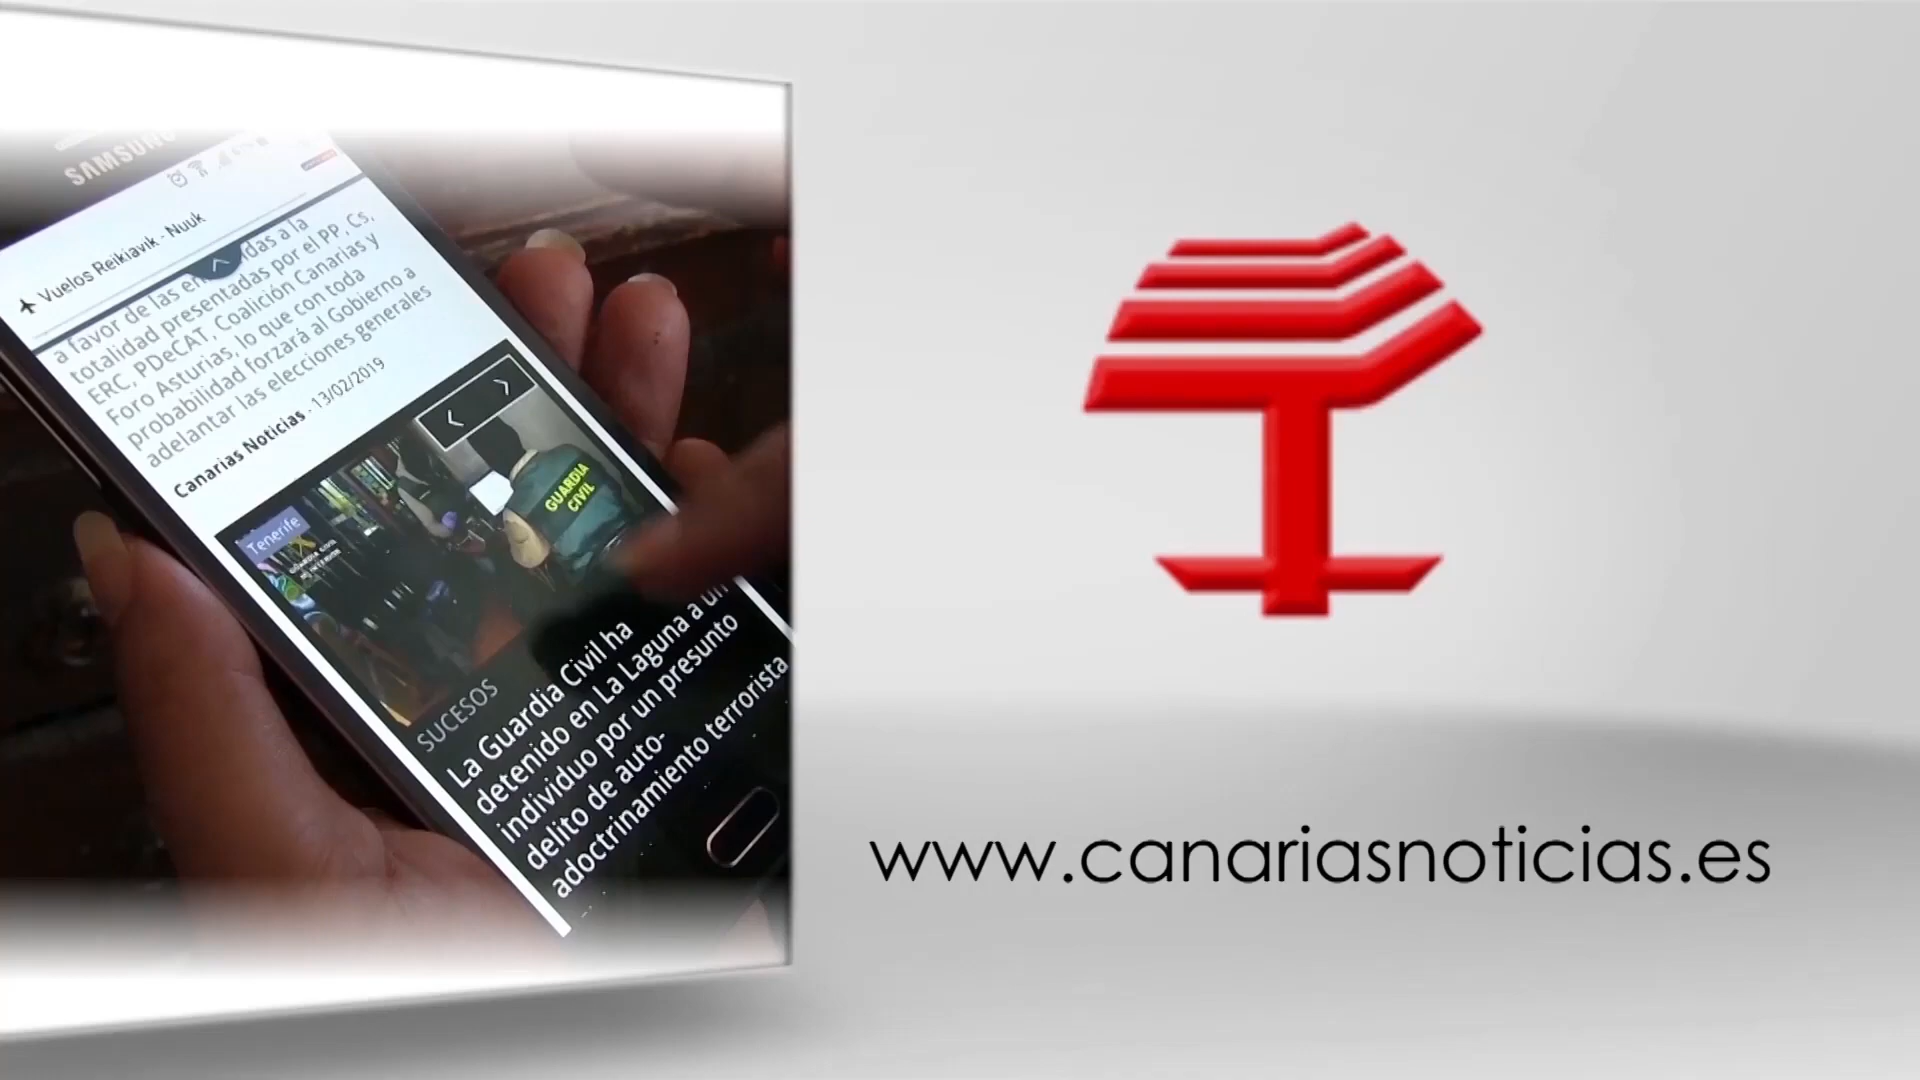 SAMSUNG
Vuelos Reikiavik - Nuuk
a favor de las a la
totalidad presentadas por el PP, Cs,
ERC, PDeCAT, Coalición Canarias y
Foro Asturias, lo que con toda
probabilidad forzará al Gobierno a
adelantar las elecciones generales
Canarias Noticias . 13/02/2019
Tenerife
GUARDIA
CIVIL
SUCESOS
La Guardia Civil ha
detenido en La Laguna a un
individuo por un presunto
delito de auto-
adoctrinamiento terrorista
www.canariasnoticias.es